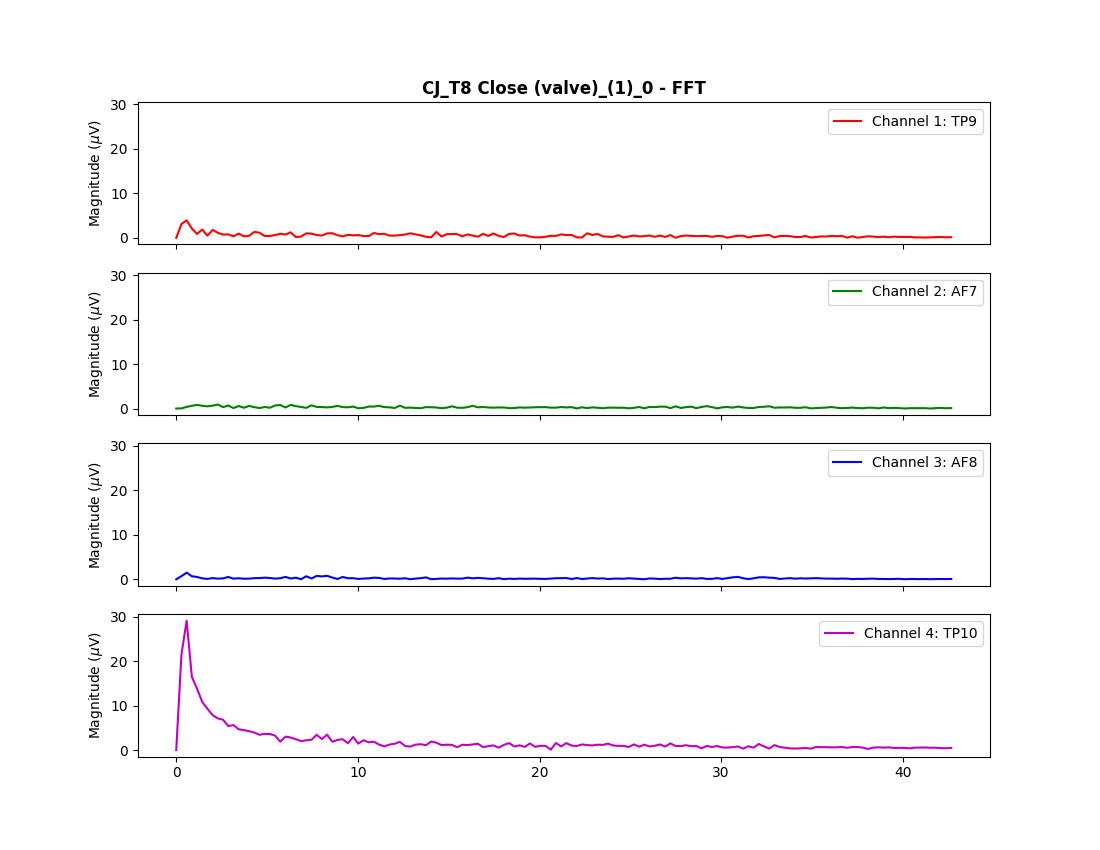 CJ_T8 Close (valve)_(1)_0 - FFT
30
20
10
0
Magnitude (μV)
Channel 1: TP9
30
20
10
0
Magnitude (μV)
Channel 2: AF7
30
20
10
0
Magnitude (μV)
Channel 3: AF8
30
20
10
0
Magnitude (μV)
Channel 4: TP10
0 10 20 30 40